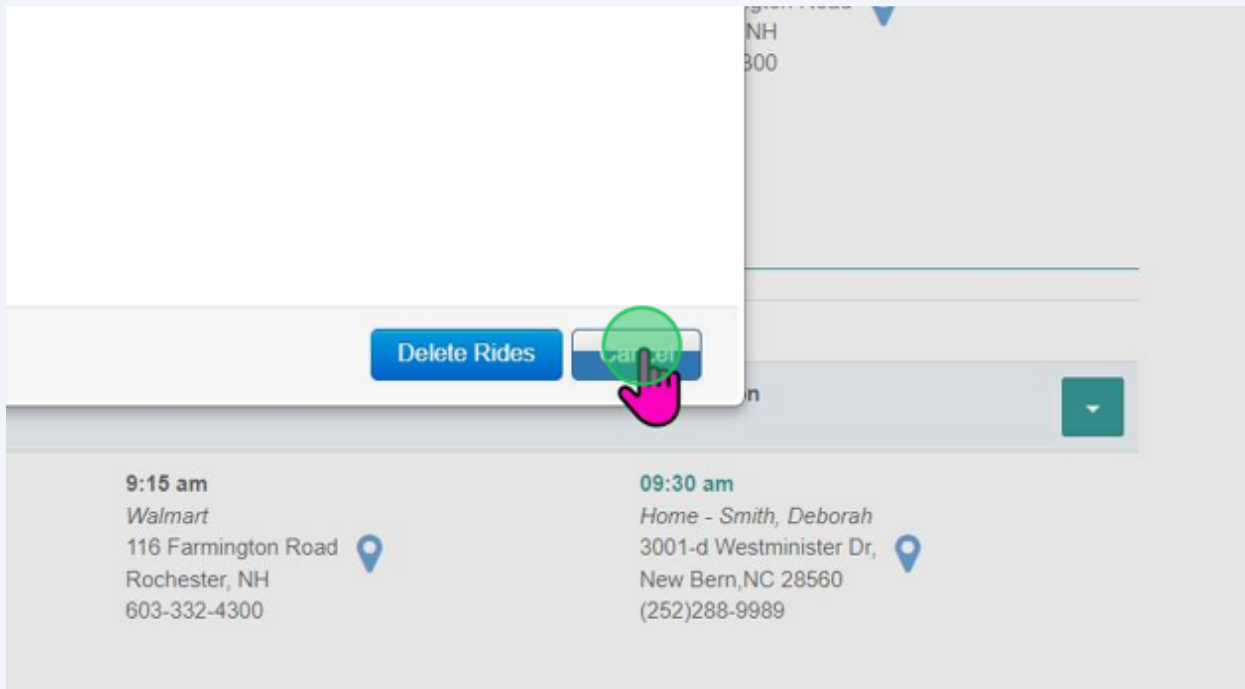 NH
300
Delete Rides
Cancel
n
9:15 am
Walmart
116 Farmington Road
Rochester, NH
603-332-4300
09:30 am
Home - Smith, Deborah
3001-d Westminister Dr,
New Bern,NC 28560
(252)288-9989